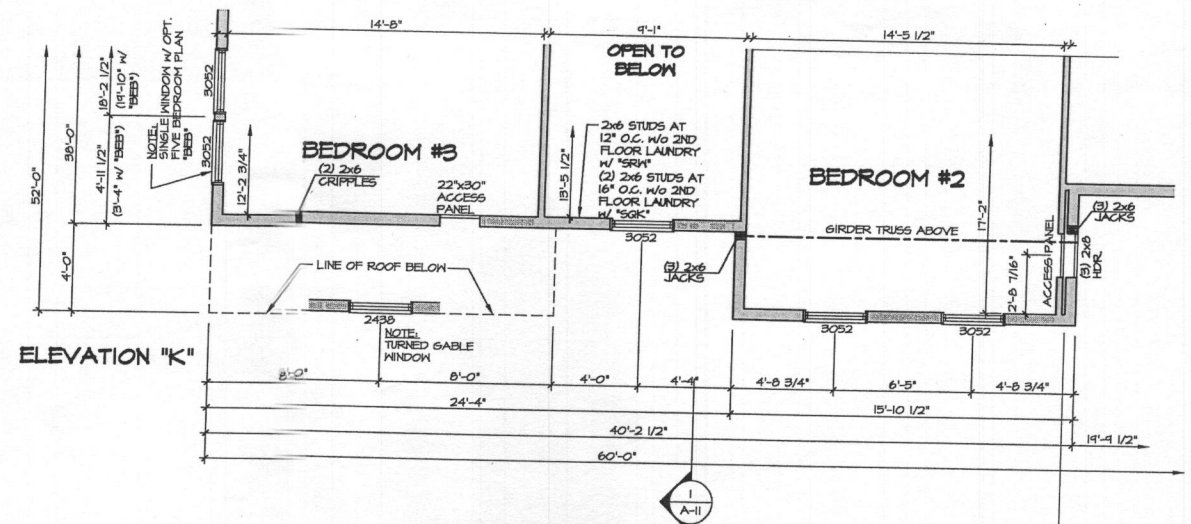 14'-8"
9'-1"
14'-5 1/2"
OPEN TO
BELOW
52'-0"
38'-0"
4'-0"
18'-2 1/2"
(19'-10" W/
"BEB")
4'-11 1/2"
(3'-4" W/ "BEB")
NOTE:
SINGLE WINDOW W/ OPT.
FIVE BEDROOM PLAN
"BEB"
3052
3052
12'-2 3/4"
BEDROOM #3
(2) 2x6
CRIPPLES
22"x30"
ACCESS
PANEL
13'-5 1/2"
2x6 STUDS AT
12" O.C. W/o 2ND
FLOOR LAUNDRY
W/ "SRW"
(2) 2x6 STUDS AT
16" O.C. W/o 2ND
FLOOR LAUNDRY
W/ "SQK"
3052
BEDROOM #2
17'-2"
GIRDER TRUSS ABOVE
(3) 2x6
JACKS
(3) 2x6
JACKS
2'-8 7/16"
ACCESS PANEL
(3) 2x8
HDR
LINE OF ROOF BELOW
2438
NOTE:
TURNED GABLE
WINDOW
3052
3052
ELEVATION "K"
8'-0"
8'-0"
4'-0"
4'-4"
4'-8 3/4"
6'-5"
4'-8 3/4"
24'-4"
15'-10 1/2"
40'-2 1/2"
19'-9 1/2"
60'-0"
1
A-11